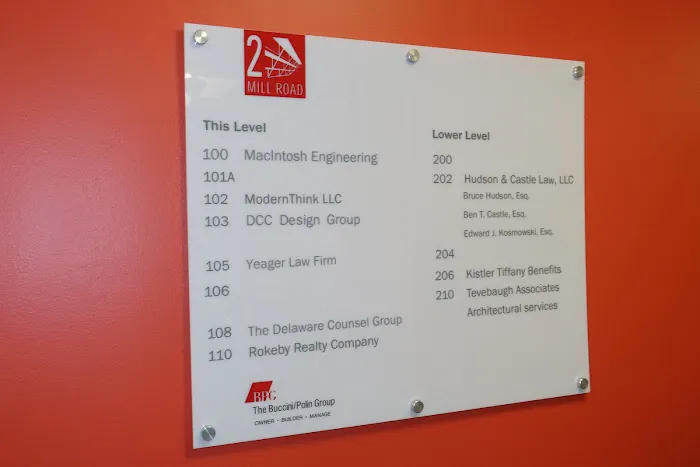 2
MILL ROAD
This Level
100 MacIntosh Engineering
101A
102 ModernThink LLC
103 DCC Design Group
105 Yeager Law Firm
106
108 The Delaware Counsel Group
110 Rokeby Realty Company
Lower Level
200
202 Hudson & Castle Law, LLC
Bruce Hudson, Esq.
Ben T. Castle, Esq.
Edward J. Kosmowski, Esq.
204
206 Kistler Tiffany Benefits
210 Tevebaugh Associates
Architectural services
BPG
The Buccini/Pollin Group
OWNER - BUILDER - MANAGE